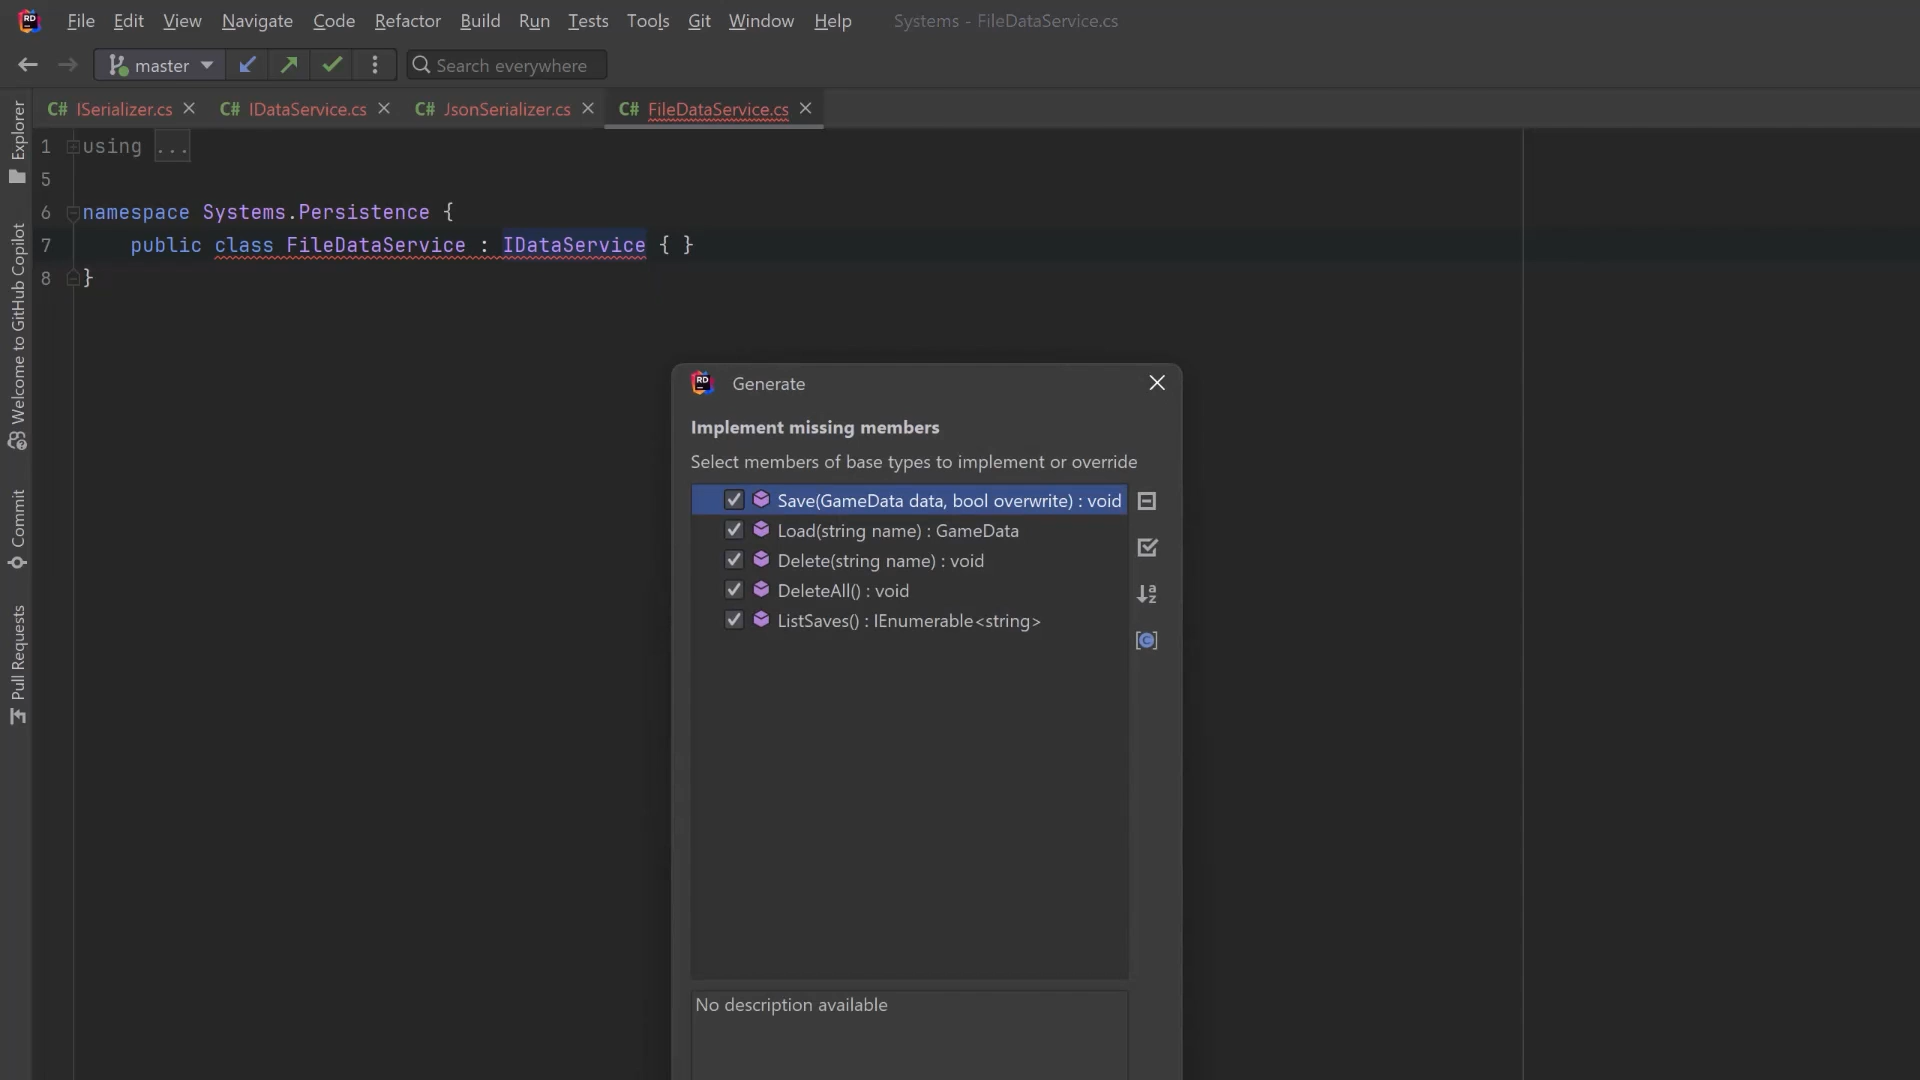 File Edit View Navigate Code Refactor Build Run Tests Tools Git Window Help Systems - FileDataService.cs
master Search everywhere
C# ISerializer.cs C# IDataService.cs C# JsonSerializer.cs C# FileDataService.cs
Explorer
Welcome to GitHub Copilot
Commit
Pull Requests
1 using ...
5
6 namespace Systems.Persistence {
7 public class FileDataService : IDataService { }
8 }
RD Generate
Implement missing members
Select members of base types to implement or override
Save(GameData data, bool overwrite) : void
Load(string name) : GameData
Delete(string name) : void
DeleteAll() : void
ListSaves() : IEnumerable<string>
No description available